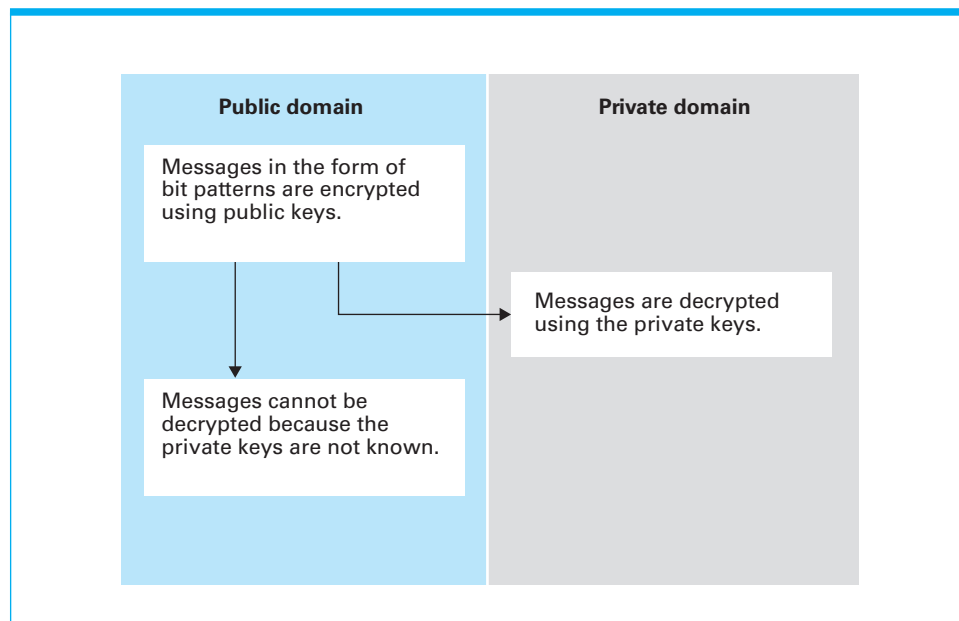 Public domain
Private domain
Messages in the form of
bit patterns are encrypted
using public keys.
Messages are decrypted
using the private keys.
Messages cannot be
decrypted because the
private keys are not known.